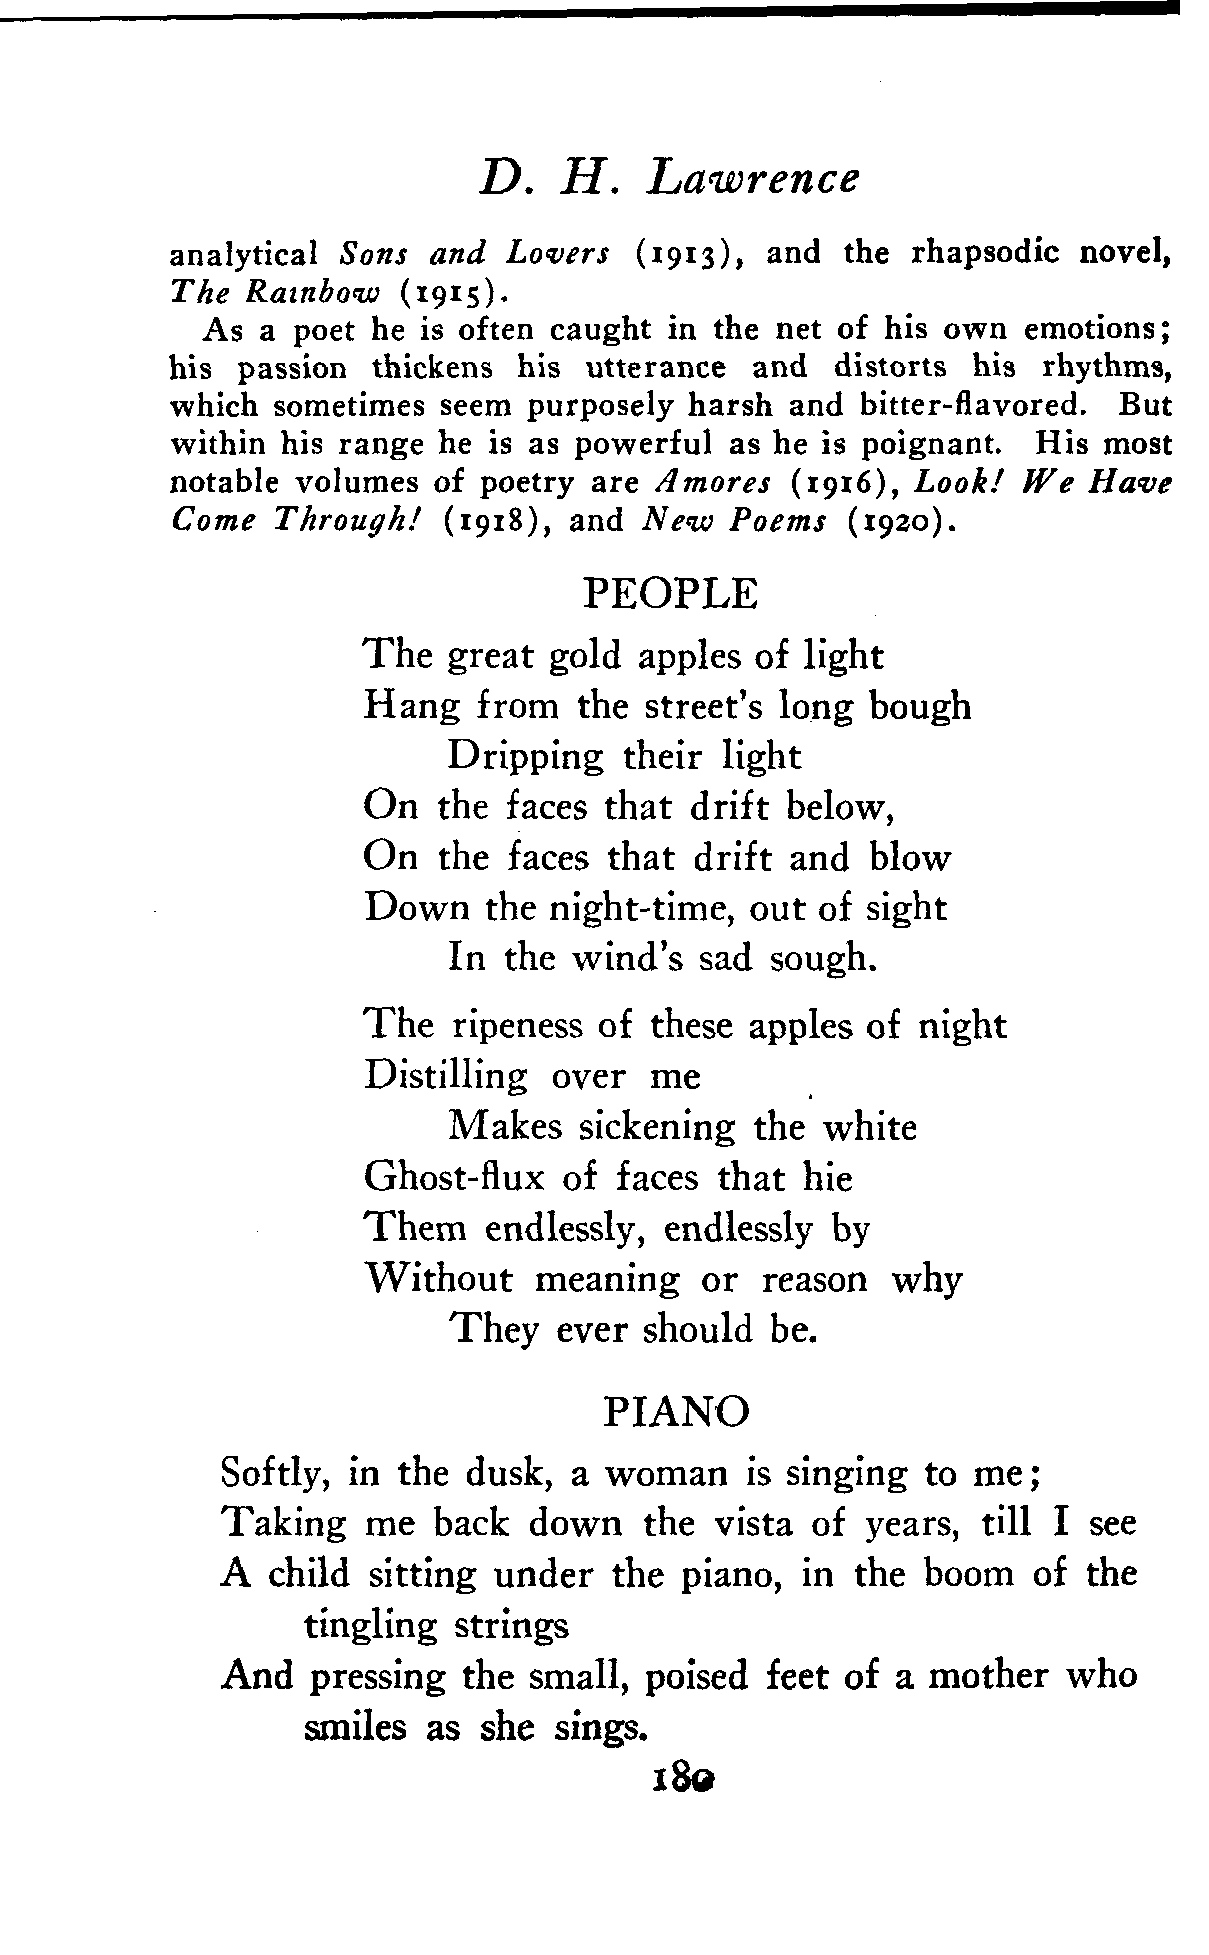 D. H. Lawrence
analytical Sons and Lovers (1913), and the rhapsodic novel,
The Rainbow (1915).
As a poet he is often caught in the net of his own emotions;
his passion thickens his utterance and distorts his rhythms,
which sometimes seem purposely harsh and bitter-flavored. But
within his range he is as powerful as he is poignant. His most
notable volumes of poetry are Amores (1916), Look! We Have
Come Through! (1918), and New Poems (1920).
PEOPLE
The great gold apples of light
Hang from the street's long bough
Dripping their light
On the faces that drift below,
On the faces that drift and blow
Down the night-time, out of sight
In the wind's sad sough.
The ripeness of these apples of night
Distilling over me
Makes sickening the white
Ghost-flux of faces that hie
Them endlessly, endlessly by
Without meaning or reason why
They ever should be.
PIANO
Softly, in the dusk, a woman is singing to me;
Taking me back down the vista of years, till I see
A child sitting under the piano, in the boom of the
tingling strings
And pressing the small, poised feet of a mother who
smiles as she sings.
180